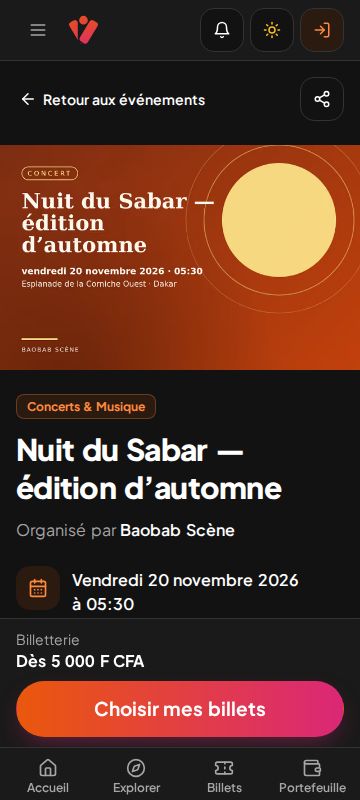 Retour aux événements
CONCERT
Nuit du Sabar —
édition
d’automne
vendredi 20 novembre 2026 · 05:30
Esplanade de la Corniche Ouest · Dakar
BAOBAB SCÈNE
Concerts & Musique
Nuit du Sabar —
édition d’automne
Organisé par Baobab Scène
Vendredi 20 novembre 2026
à 05:30
Billetterie
Dès 5 000 F CFA
Choisir mes billets
Accueil
Explorer
Billets
Portefeuille